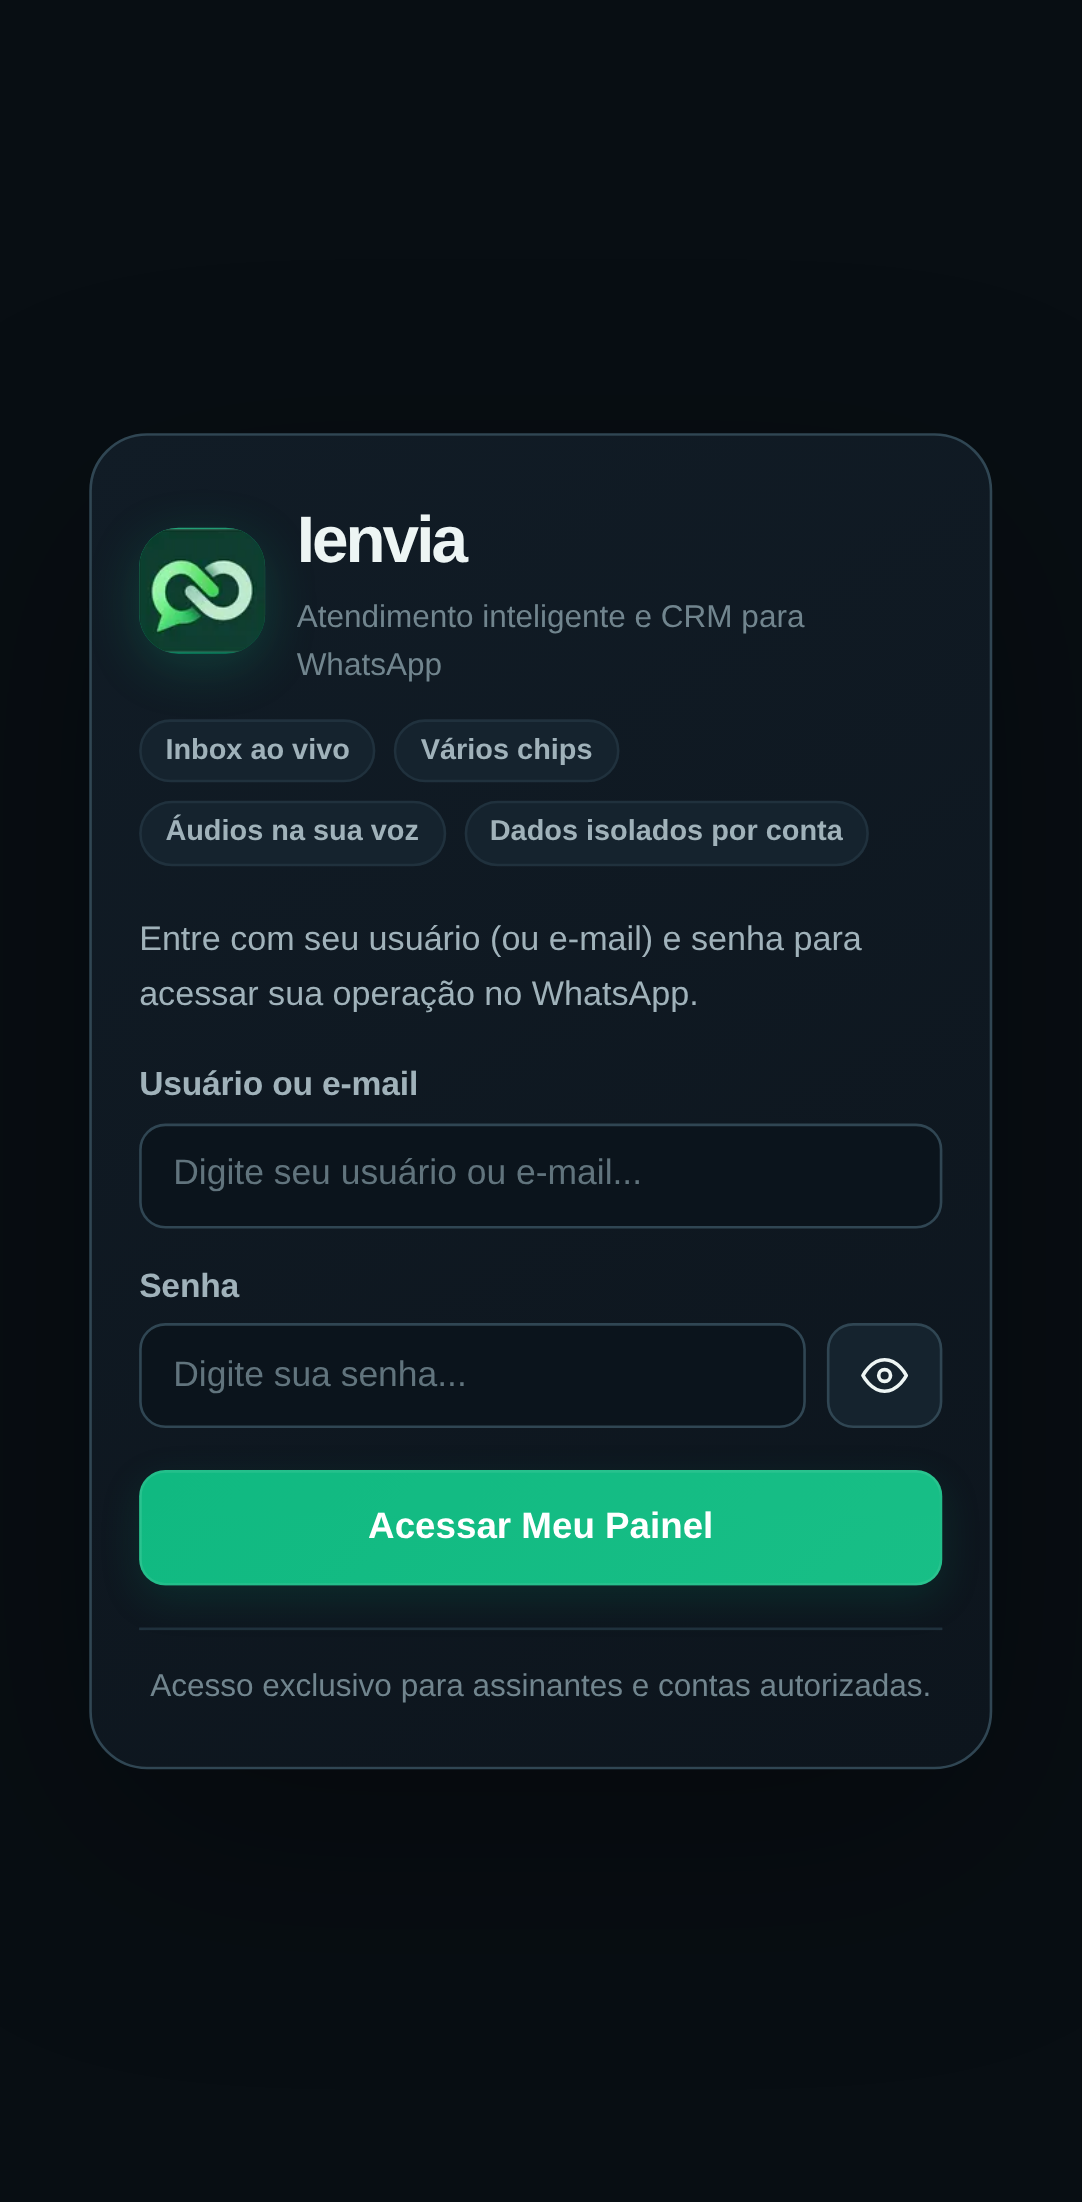 Ienvia
Atendimento inteligente e CRM para
WhatsApp
Inbox ao vivo
Vários chips
Áudios na sua voz
Dados isolados por conta
Entre com seu usuário (ou e-mail) e senha para
acessar sua operação no WhatsApp.
Usuário ou e-mail
Digite seu usuário ou e-mail...
Senha
Digite sua senha...
Acessar Meu Painel
Acesso exclusivo para assinantes e contas autorizadas.